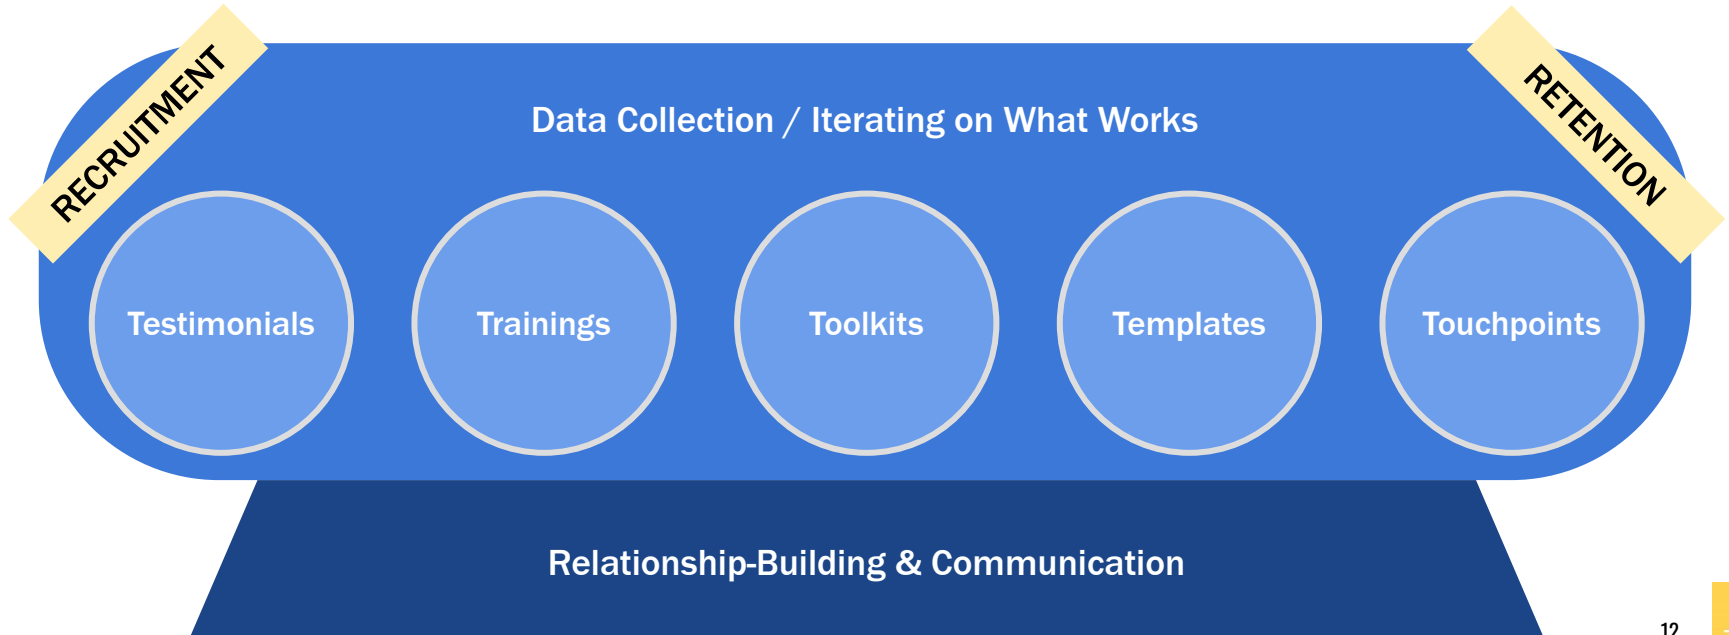 RECRUITMENT
RETENTION
Data Collection / Iterating on What Works
Testimonials
Trainings
Toolkits
Templates
Touchpoints
Relationship-Building & Communication
12